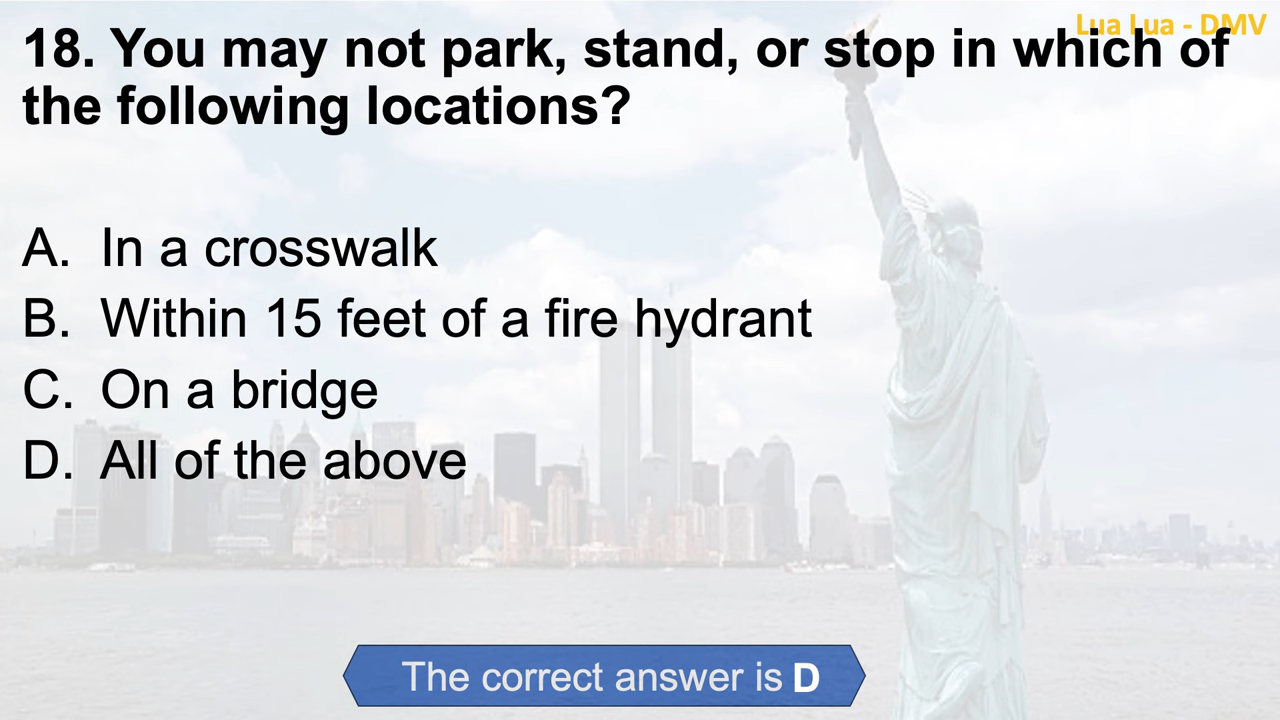 Lua Lua - DMV
18. You may not park, stand, or stop in which of
the following locations?
A. In a crosswalk
B. Within 15 feet of a fire hydrant
C. On a bridge
D. All of the above
The correct answer is D